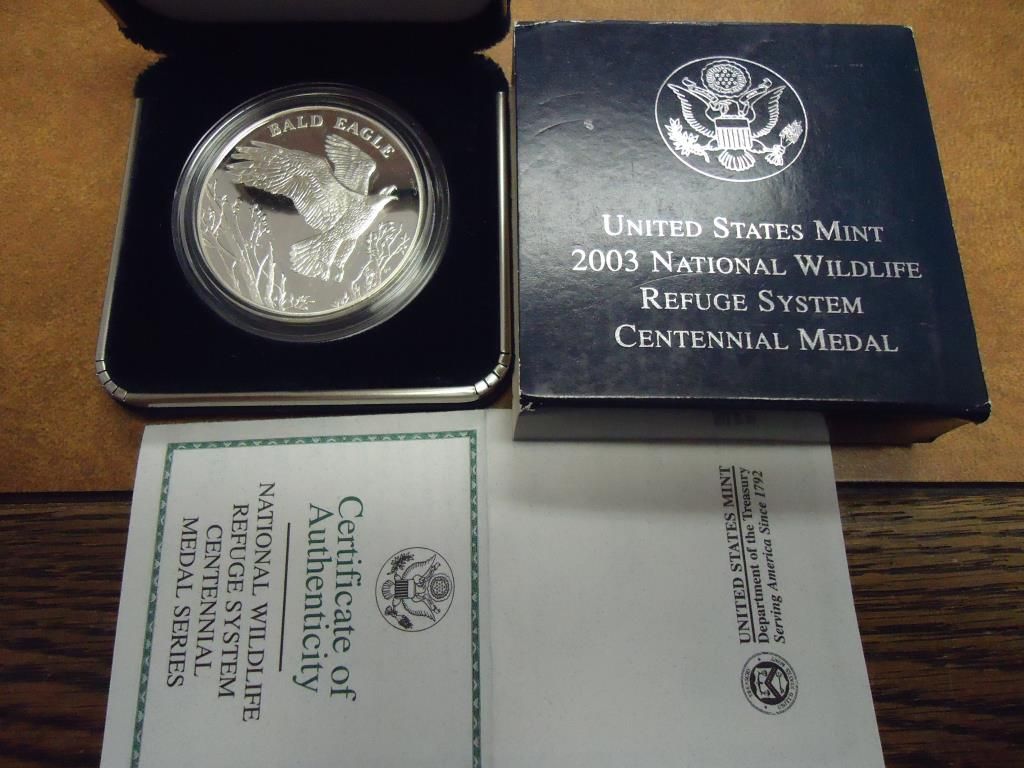 BALD EAGLE
UNITED STATES MINT
2003 NATIONAL WILDLIFE
REFUGE SYSTEM
CENTENNIAL MEDAL
Certificate of
Authenticity
NATIONAL WILDLIFE
REFUGE SYSTEM
CENTENNIAL
MEDAL SERIES
UNITED STATES MINT
Department of the Treasury
Serving America Since 1792